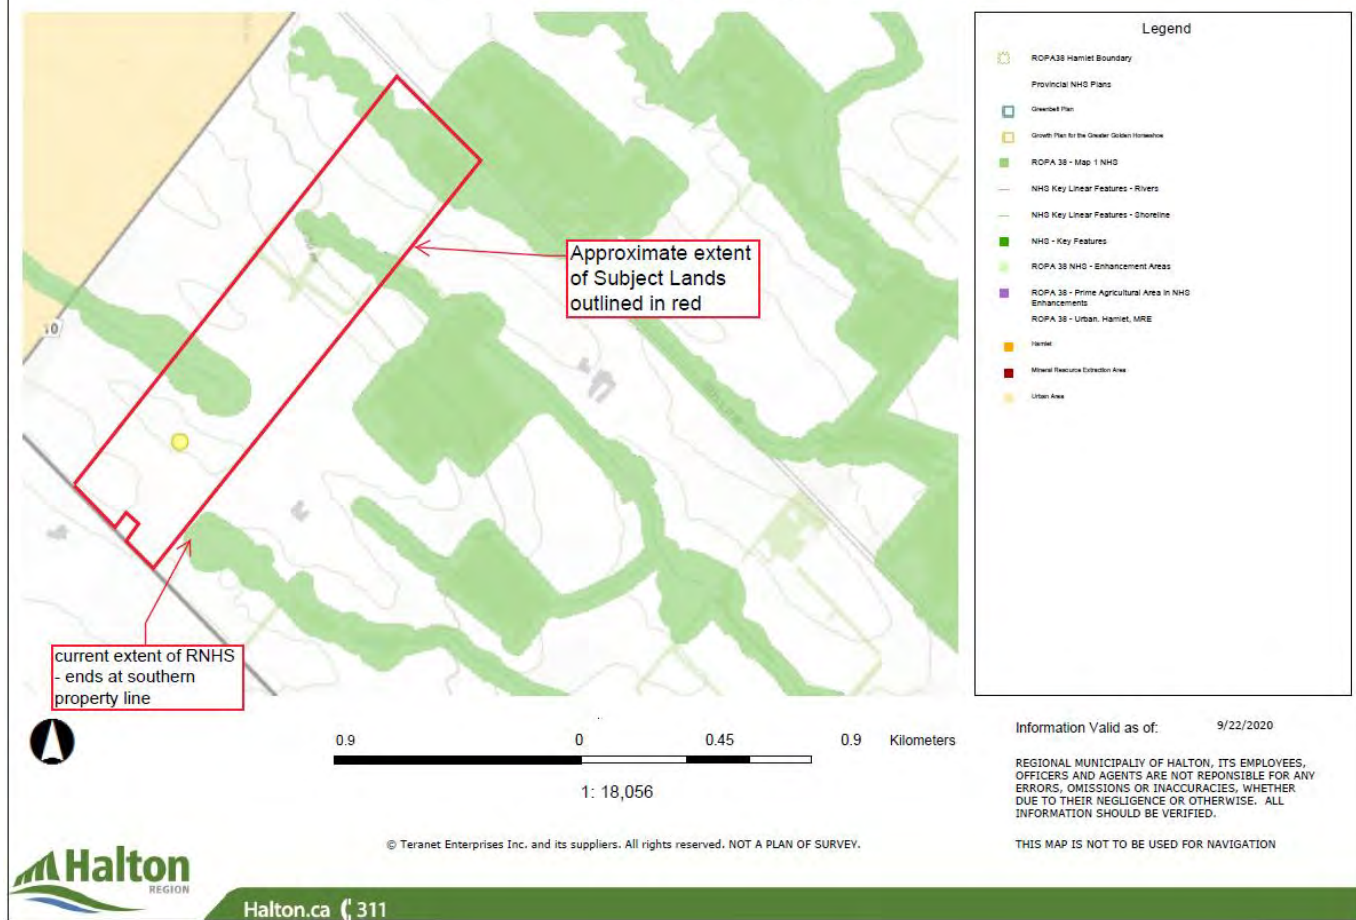 Legend
ROPA38 Hamlet Boundary
Provincial NHS Plans
Greenbelt Plan
Growth Plan for the Greater Golden Horseshoe
ROPA 38 - Map 1 NHS
NHS Key Linear Features - Rivers
NHS Key Linear Features - Shoreline
NHS - Key Features
ROPA 38 NHS - Enhancement Areas
ROPA 38 - Prime Agricultural Area in NHS
Enhancements
ROPA 38 - Urban. Hamlet, MRE
Hamlet
Mineral Resource Extraction Area
Urban Area
Approximate extent
of Subject Lands
outlined in red
10
current extent of RNHS
- ends at southern
property line
0.9 0 0.45 0.9 Kilometers
1: 18,056
Information Valid as of: 9/22/2020
REGIONAL MUNICIPALIY OF HALTON, ITS EMPLOYEES,
OFFICERS AND AGENTS ARE NOT REPONSIBLE FOR ANY
ERRORS, OMISSIONS OR INACCURACIES, WHETHER
DUE TO THEIR NEGLIGENCE OR OTHERWISE. ALL
INFORMATION SHOULD BE VERIFIED.
© Teranet Enterprises Inc. and its suppliers. All rights reserved. NOT A PLAN OF SURVEY.
THIS MAP IS NOT TO BE USED FOR NAVIGATION
Halton
REGION
Halton.ca 311